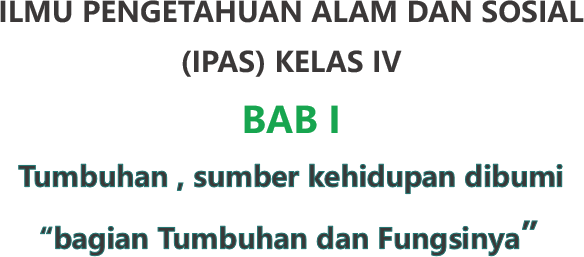 ILMU PENGETAHUAN ALAM DAN SOSIAL
(IPAS) KELAS IV
BAB I
Tumbuhan , sumber kehidupan dibumi
“bagian Tumbuhan dan Fungsinya”